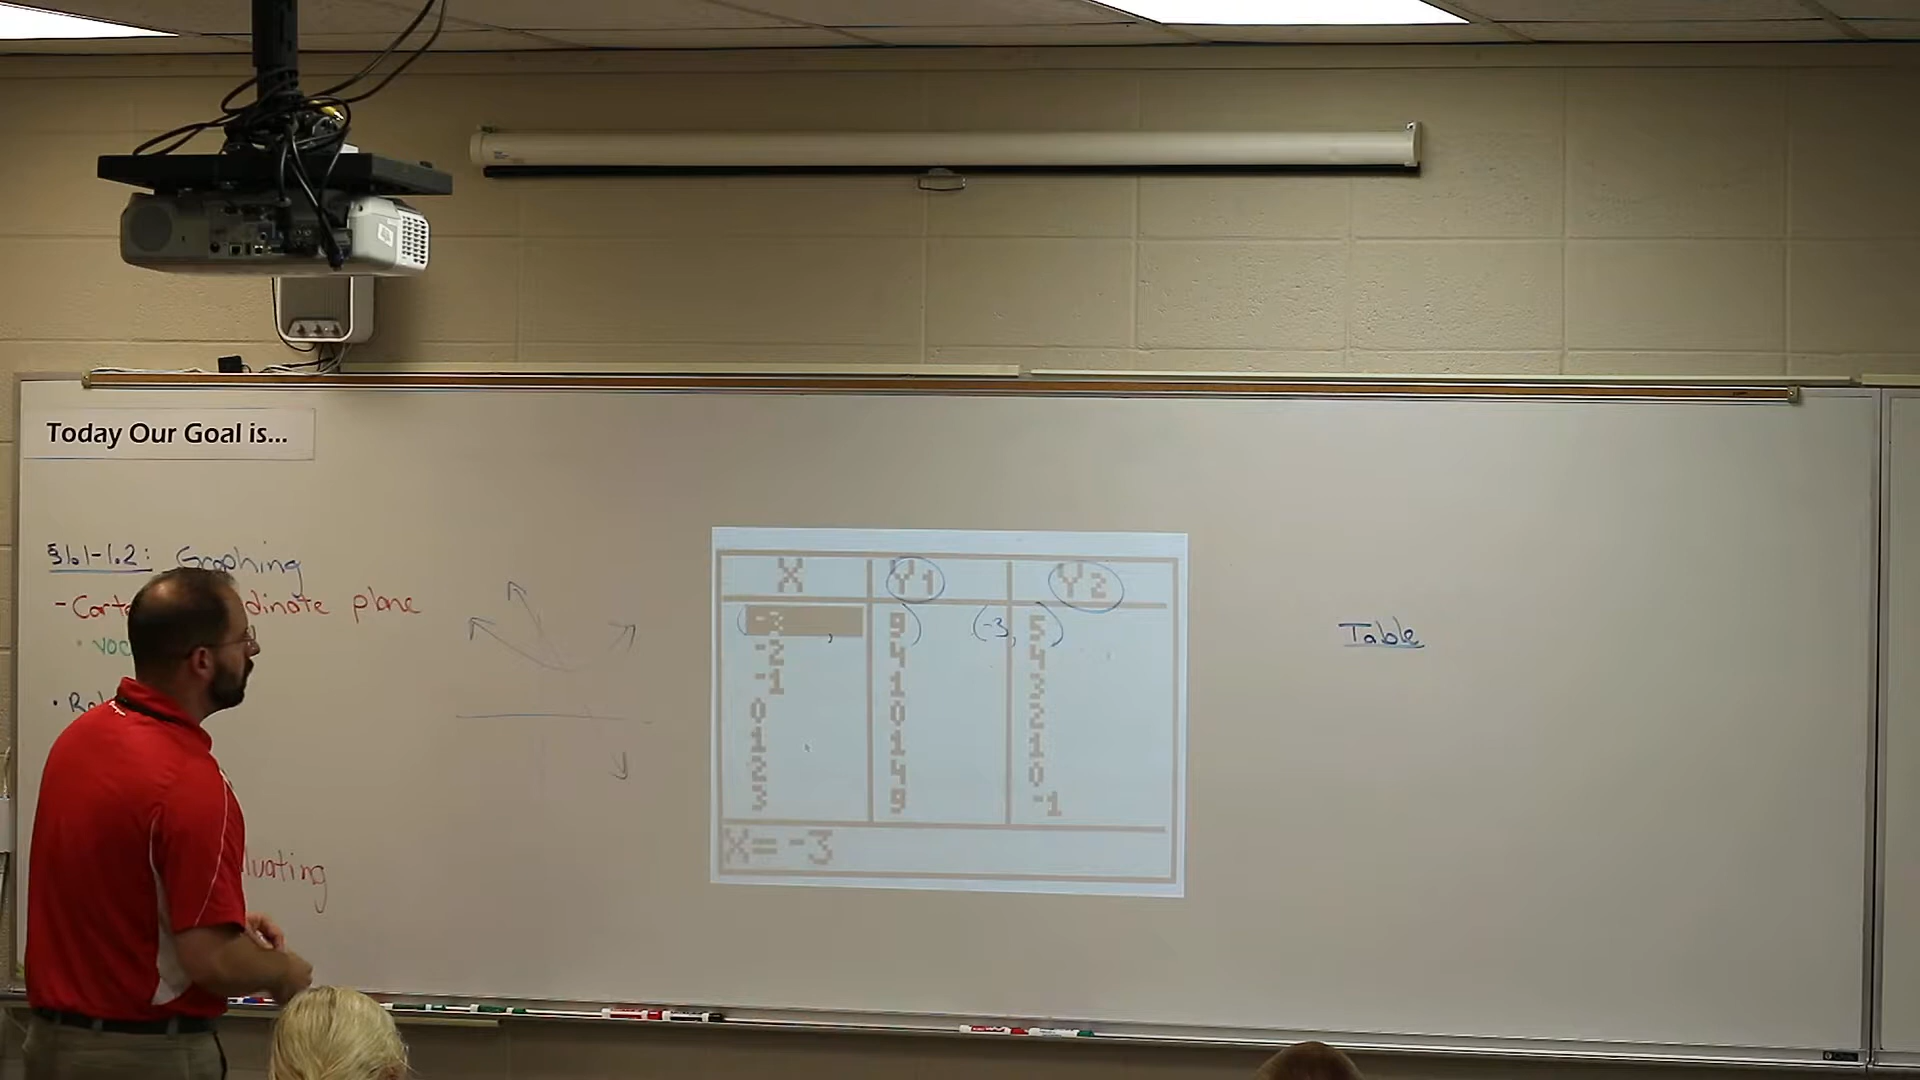 Today Our Goal is...
§1.1-1.2: Graphing
dinate plane
luating
X Y1 Y2
(-3, 9) (-3, 5)
-2 4 4
-1 1 3
0 0 2
1 1 1
2 4 0
3 9 -1
X=-3
Table